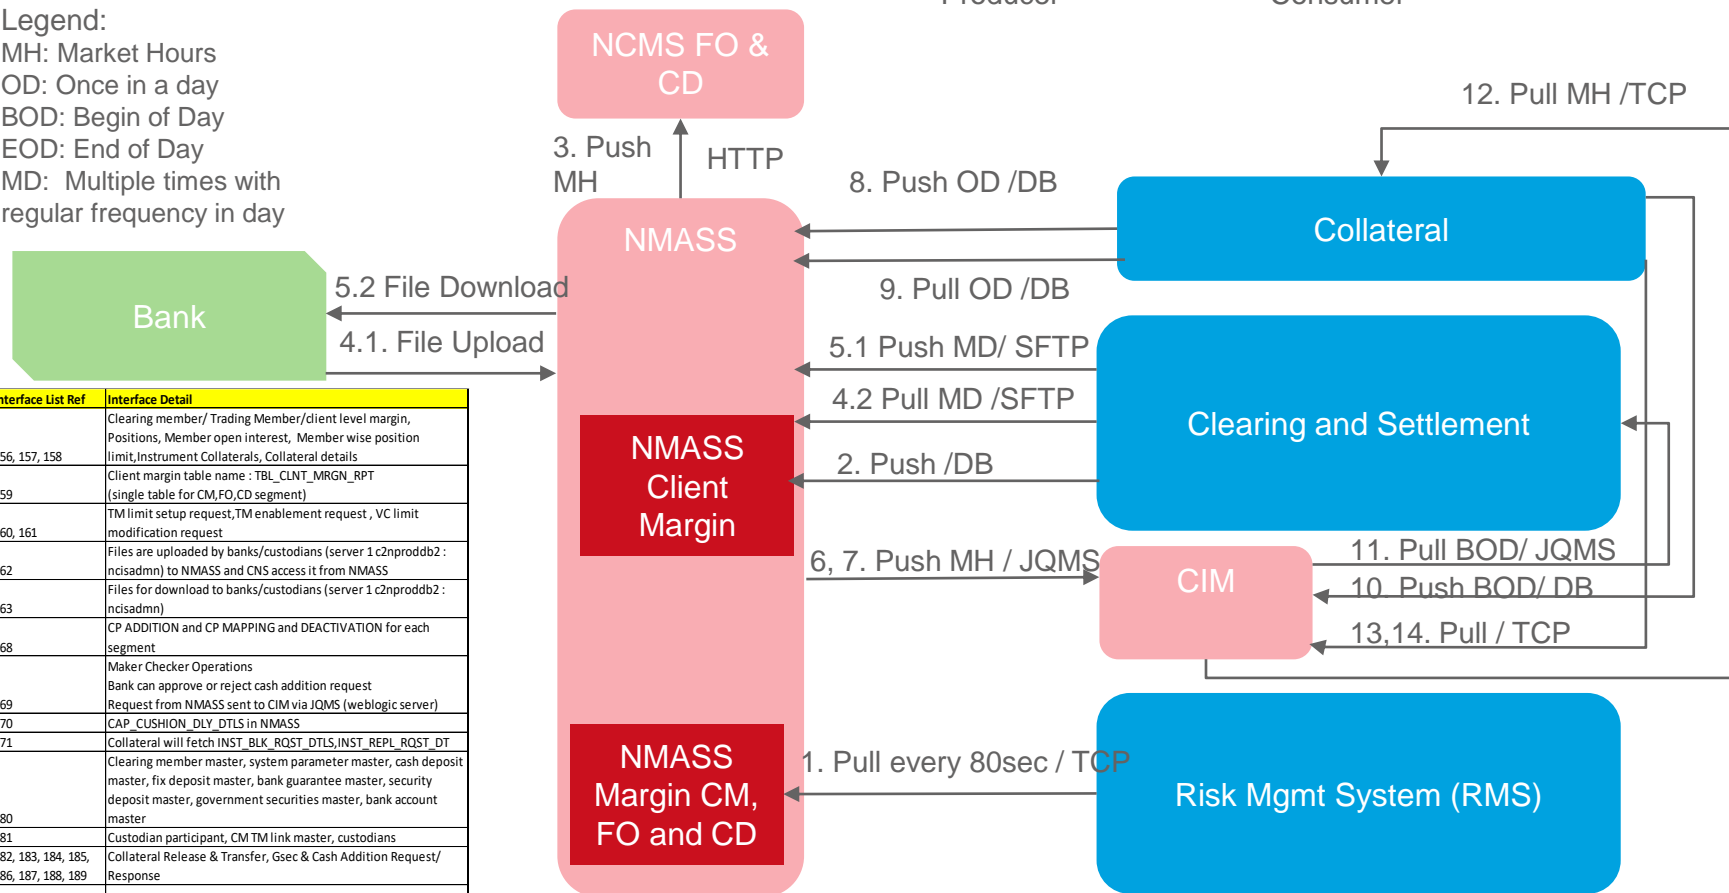 Producer
Consumer
Legend:
MH: Market Hours
OD: Once in a day
BOD: Begin of Day
EOD: End of Day
MD:  Multiple times with
regular frequency in day
NCMS FO &
CD
3. Push
MH
HTTP
12. Pull MH /TCP
8. Push OD /DB
Collateral
9. Pull OD /DB
NMASS
Bank
5.2 File Download
4.1. File Upload
5.1 Push MD/ SFTP
4.2 Pull MD /SFTP
2. Push /DB
Clearing and Settlement
NMASS
Client
Margin
6, 7. Push MH / JQMS
CIM
11. Pull BOD/ JQMS
10. Push BOD/ DB
13,14. Pull / TCP
NMASS
Margin CM,
FO and CD
1. Pull every 80sec / TCP
Risk Mgmt System (RMS)
nterface List Ref
Interface Detail
Clearing member/ Trading Member/client level margin,
Positions, Member open interest,  Member wise position
56, 157, 158
limit,Instrument Collaterals, Collateral details
Client margin table name : TBL_CLNT_MRGN_RPT
59
(single table for CM,FO,CD segment)
TM limit setup request,TM enablement request , VC limit
60, 161
modification request
Files are uploaded by banks/custodians (server 1 c2nproddb2 :
62
ncisadmn) to NMASS and CNS access it from NMASS
Files for download to banks/custodians (server 1 c2nproddb2 :
63
ncisadmn)
CP ADDITION and CP MAPPING and DEACTIVATION for each
68
segment
Maker Checker Operations
Bank can approve or reject cash addition request
69
Request from NMASS sent to CIM via JQMS (weblogic server)
70
CAP_CUSHION_DLY_DTLS in NMASS
71
Collateral will fetch INST_BLK_RQST_DTLS,INST_REPL_RQST_DT
Clearing member master, system parameter master, cash deposit
master, fix deposit master, bank guarantee master, security
deposit master, government securities master, bank account
80
master
81
Custodian participant, CM TM link master, custodians
82, 183, 184, 185,
86, 187, 188, 189
Collateral Release & Transfer, Gsec & Cash Addition Request/
Response